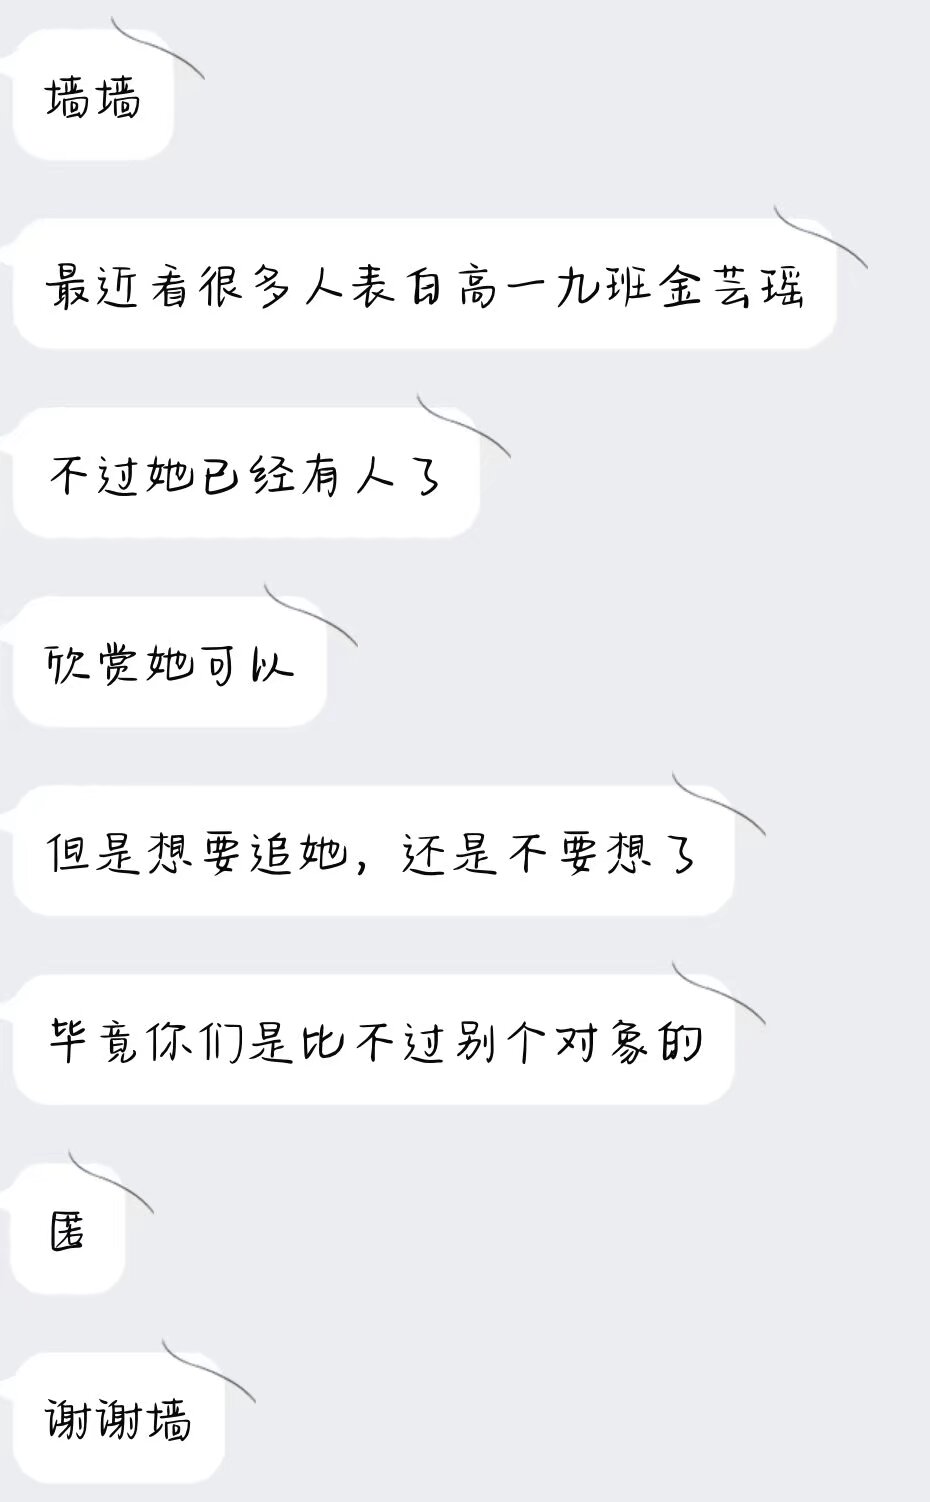 墙墙
最近看很多人表白高一九班金芸瑶
不过她已经有人了
欣赏她可以
但是想要追她，还是不要想了
毕竟你们是比不过别个对象的
匿
谢谢墙